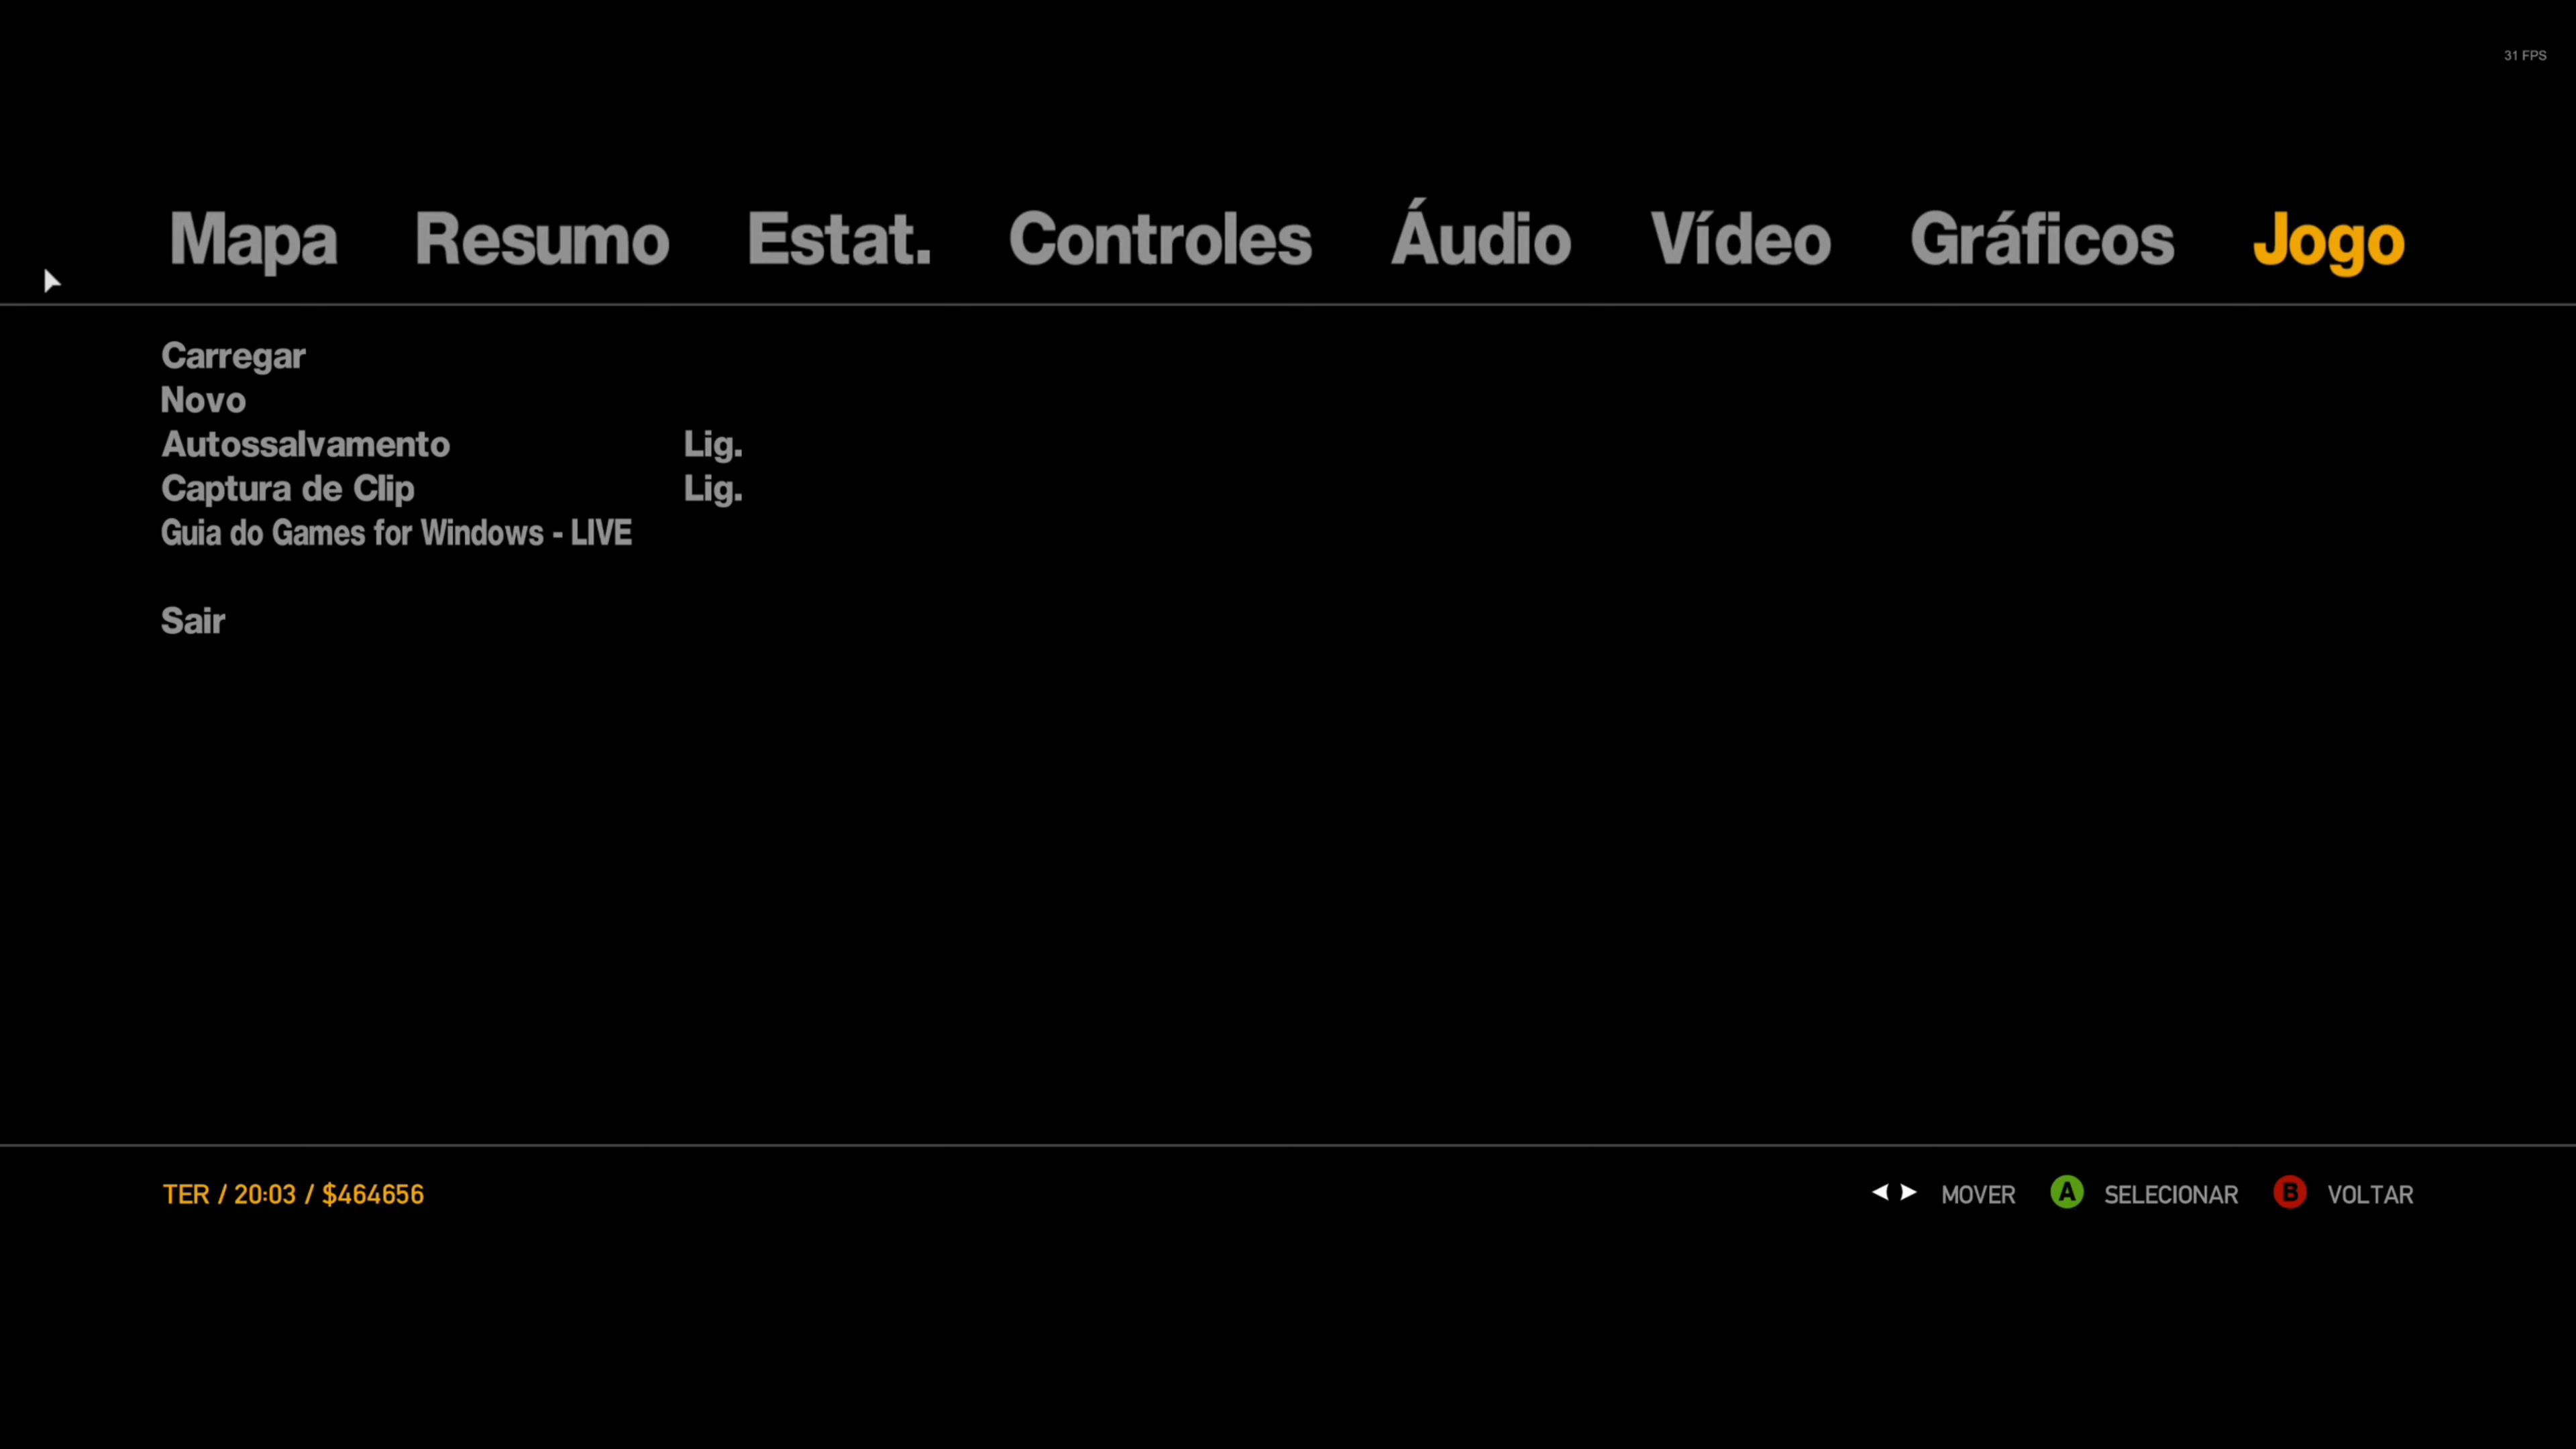 31 FPS
Mapa Resumo Estat. Controles Áudio Vídeo Gráficos Jogo
Carregar
Novo
Autossalvamento Lig.
Captura de Clip Lig.
Guia do Games for Windows - LIVE
Sair
TER / 20:03 / $464656
MOVER A SELECIONAR B VOLTAR